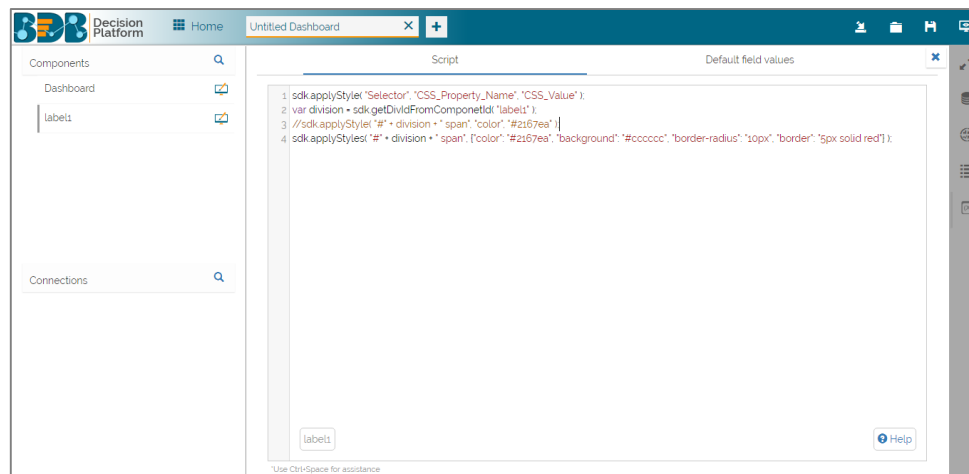 BDB Decision Platform
Home
Untitled Dashboard
Components
Dashboard
label1
Connections
Script
Default field values
1 sdk.applyStyle( "Selector", "CSS_Property_Name", "CSS_Value" );
2 var division = sdk.getDivIdFromComponetId( "label1" );
3 //sdk.applyStyle( "#" + division + " span", "color", "#2167ea" )
4 sdk.applyStyles( "#" + division + " span", {"color": "#2167ea", "background": "#cccccc", "border-radius": "10px", "border": "5px solid red"} );
label1
Help
*Use Ctrl+Space for assistance